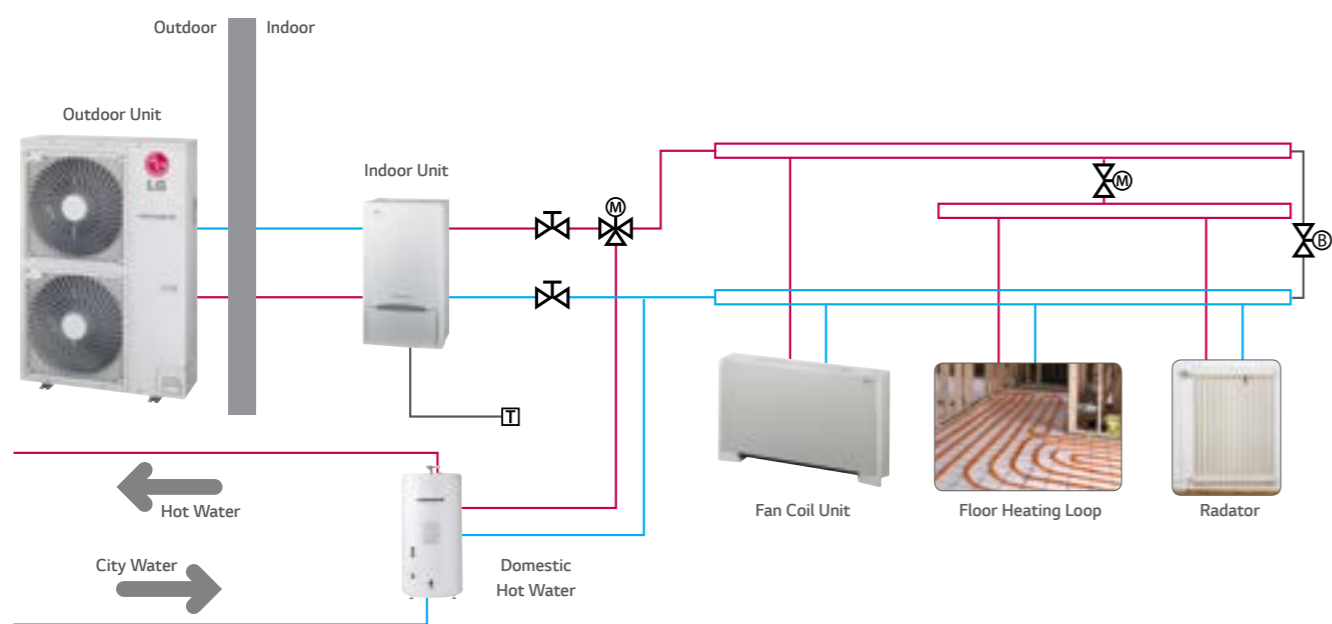 Outdoor
Indoor
Outdoor Unit
LG
Indoor Unit
M
M
B
T
Hot Water
City Water
Domestic
Hot Water
Fan Coil Unit
Floor Heating Loop
Radator